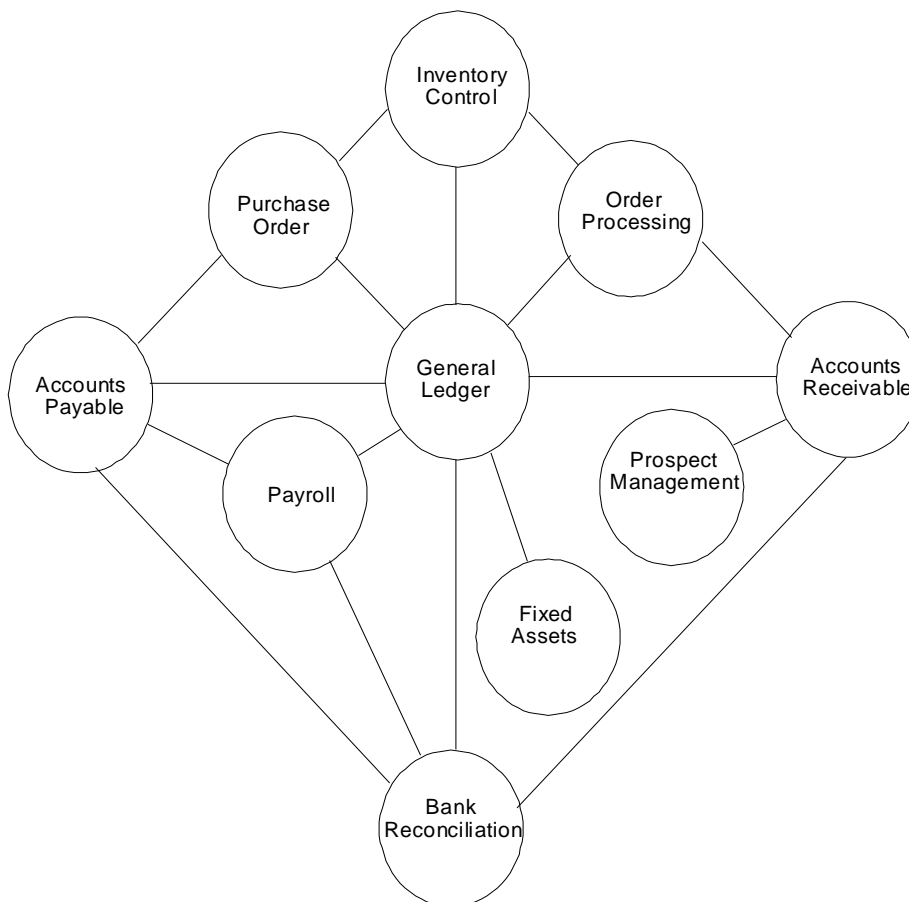 Inventory
Control
Purchase
Order
Order
Processing
General
Ledger
Accounts
Payable
Accounts
Receivable
Payroll
Prospect
Management
Fixed
Assets
Bank
Reconciliation